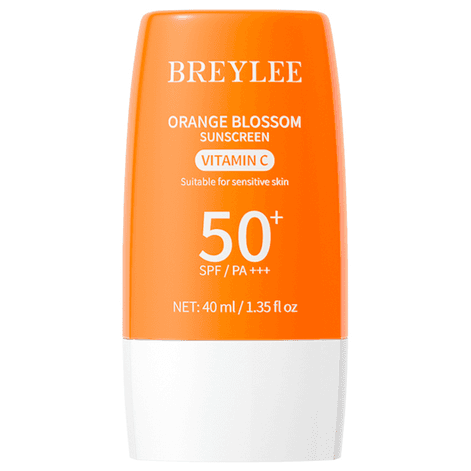 BREYLEE
ORANGE BLOSSOM
SUNSCREEN
VITAMIN C
Suitable for sensitive skin
50+
SPF / PA +++
NET: 40 ml / 1.35 fl oz